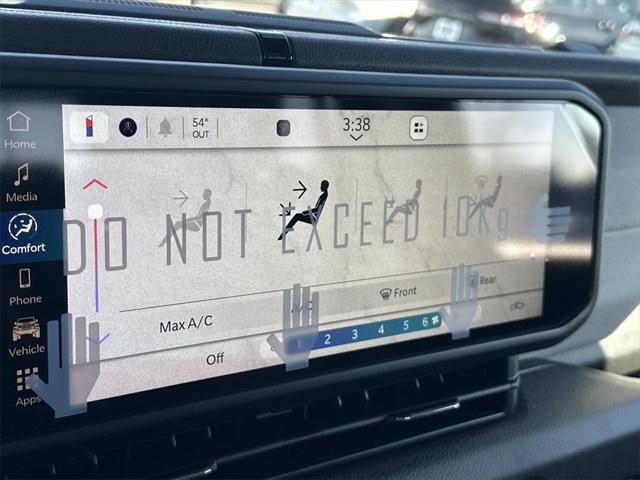 54°
OUT
3:38
Home
Media
Comfort
Phone
Vehicle
Apps
DO NOT EXCEED 10Kg
Max A/C
A/C
Front
Rear
Off
1 2 3 4 5 6